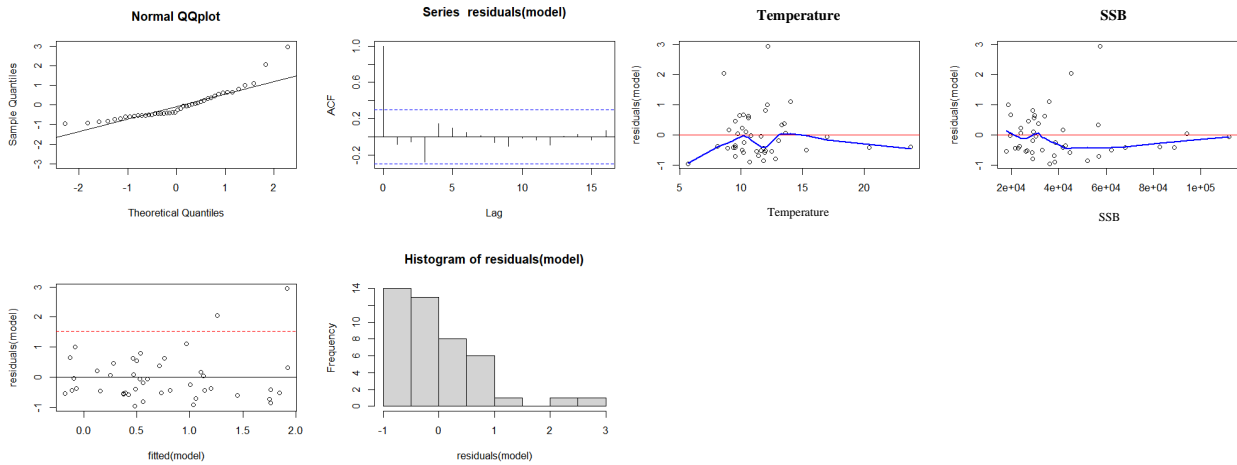 Normal QQplot
Sample Quantiles
3
2
1
0
-1
-2
-3
-2
-1
0
1
2
Theoretical Quantiles
Series residuals(model)
ACF
1.0
0.6
0.2
-0.2
0
5
10
15
Lag
Temperature
residuals(model)
3
2
1
0
-1
5
10
15
20
Temperature
SSB
residuals(model)
3
2
1
0
-1
2e+04
4e+04
6e+04
8e+04
1e+05
SSB
residuals(model)
3
2
1
0
-1
0.0
0.5
1.0
1.5
2.0
fitted(model)
Histogram of residuals(model)
Frequency
14
10
6
4
2
0
-1
0
1
2
3
residuals(model)